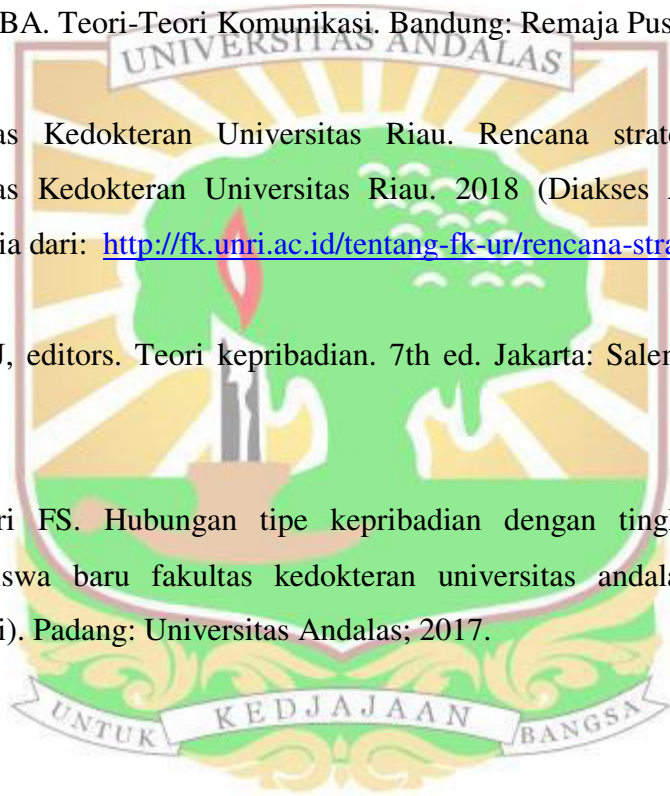 BA. Teori-Teori Komunikasi. Bandung: Remaja Pus
UNIVERSITAS ANDALAS
as Kedokteran Universitas Riau. Rencana strat
as Kedokteran Universitas Riau. 2018 (Diakses
ia dari: http://fk.unri.ac.id/tentang-fk-ur/rencana-stra
J, editors. Teori kepribadian. 7th ed. Jakarta: Saler
ri FS. Hubungan tipe kepribadian dengan tingl
iswa baru fakultas kedokteran universitas andal
i). Padang: Universitas Andalas; 2017.
UNTUK KEDJAJAAN BANGSA